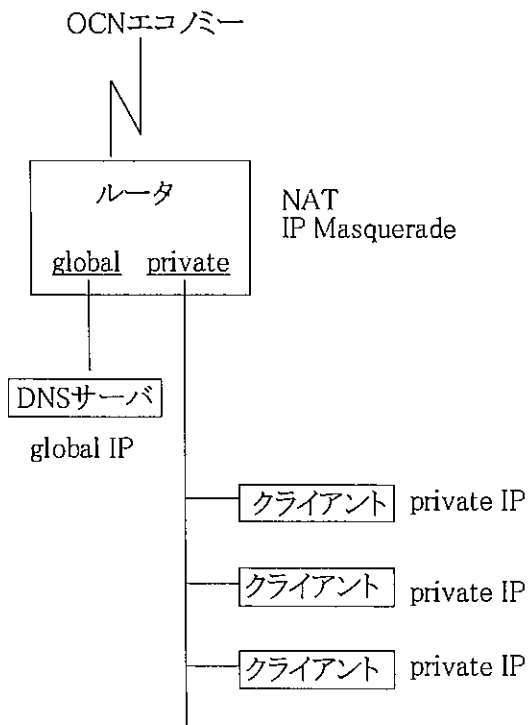 OCNエコノミー
ルータ
NAT
IP Masquerade
global private
DNSサーバ
global IP
クライアント private IP
クライアント private IP
クライアント private IP